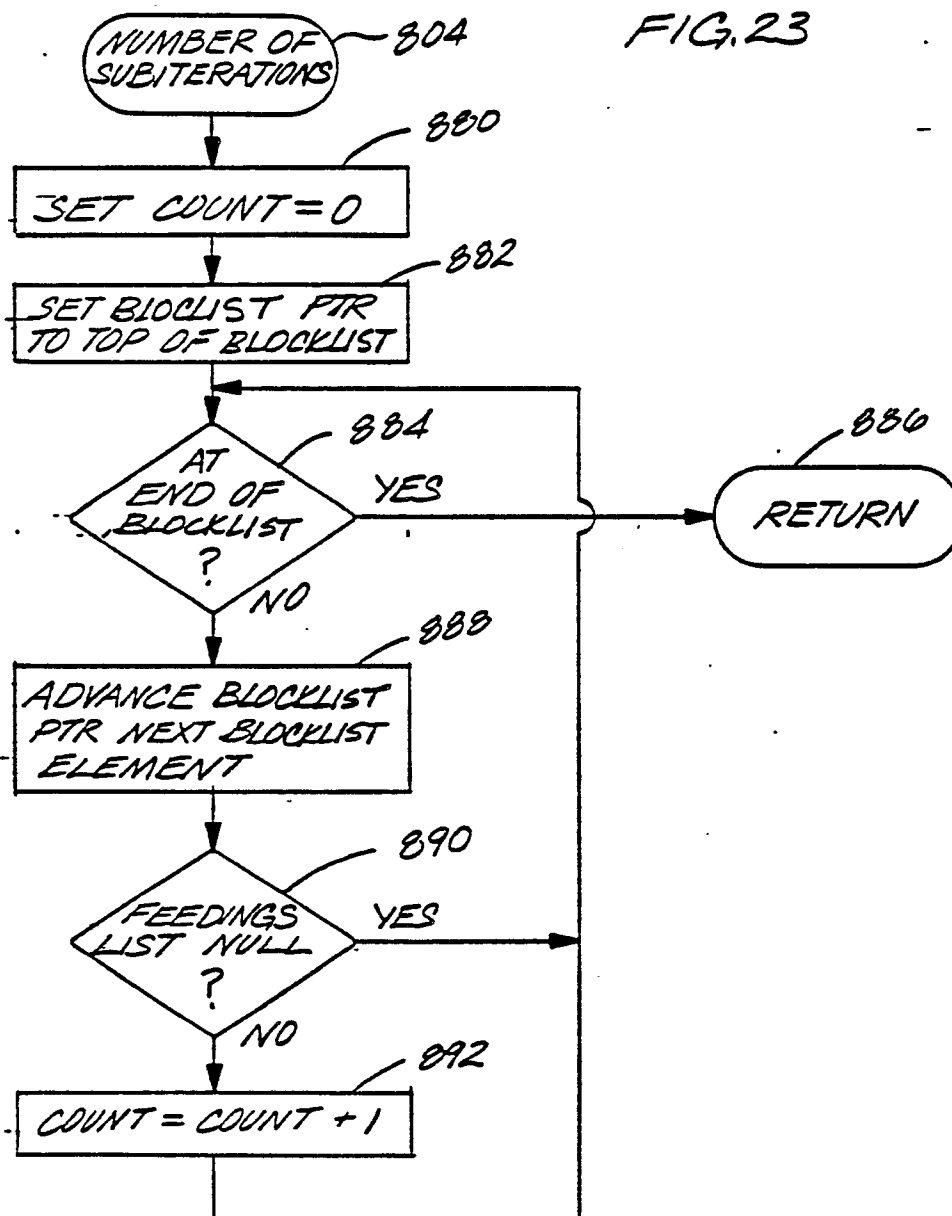 FIG. 23
NUMBER OF
SUBITERATIONS
804
880
SET COUNT = 0
882
SET BLOCLIST PTR
TO TOP OF BLOCKLIST
884
AT
END OF
BLOCKLIST
?
YES
NO
886
RETURN
888
ADVANCE BLOCKLIST
PTR NEXT BLOCKLIST
ELEMENT
890
FEEDINGS
LIST NULL
?
YES
NO
892
COUNT = COUNT + 1